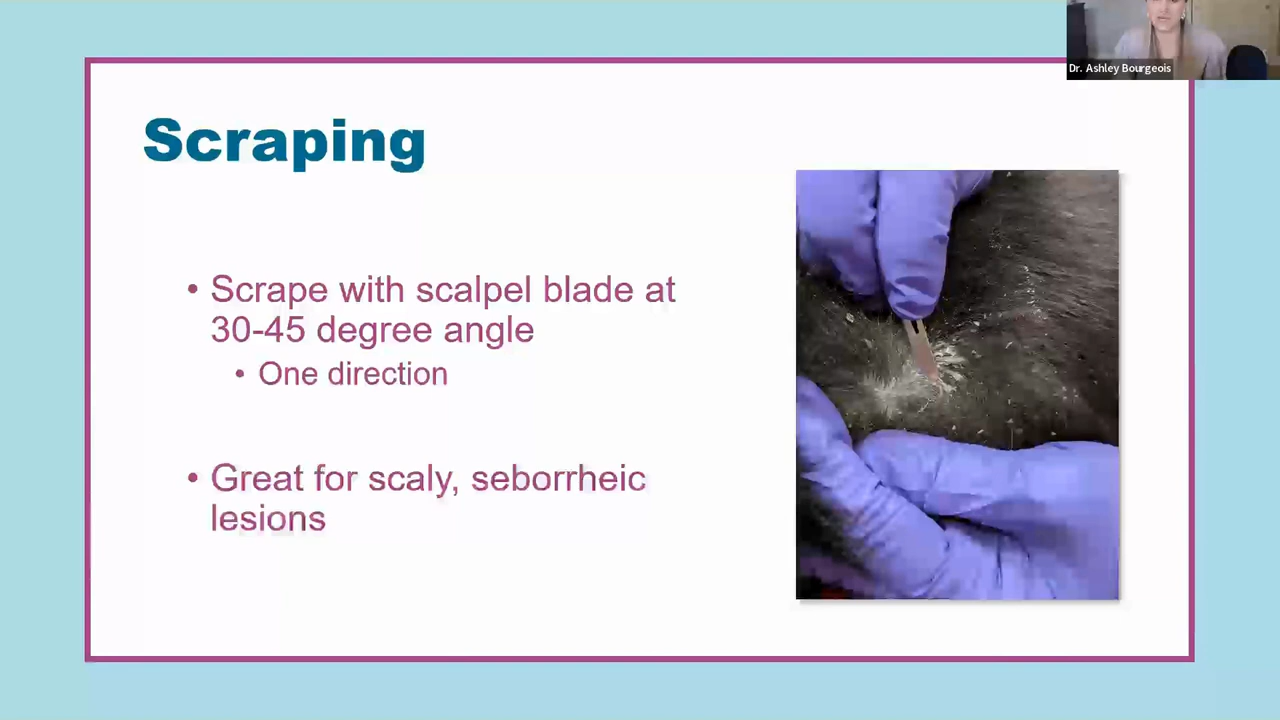 Dr. Ashley Bourgeois
Scraping
• Scrape with scalpel blade at
30-45 degree angle
• One direction
• Great for scaly, seborrheic
lesions